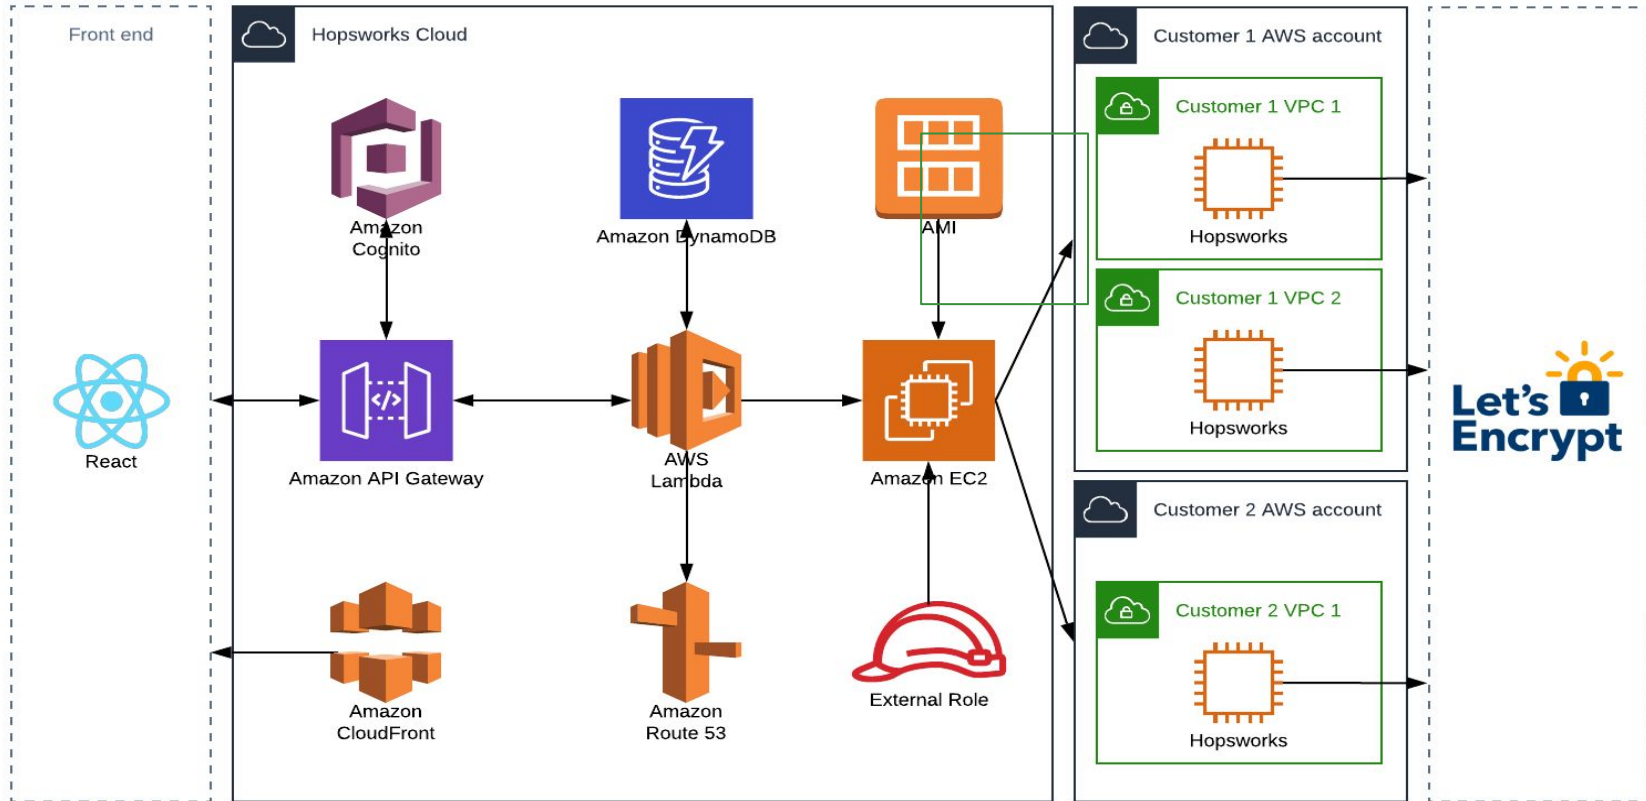 Front end
Hopsworks Cloud
Customer 1 AWS account
Customer 1 VPC 1
Hopsworks
Customer 1 VPC 2
Hopsworks
Customer 2 AWS account
Customer 2 VPC 1
Hopsworks
Amazon
Cognito
Amazon DynamoDB
AMI
React
</>
Amazon API Gateway
AWS
Lambda
Amazon EC2
Amazon
CloudFront
Amazon
Route 53
External Role
Let's
Encrypt